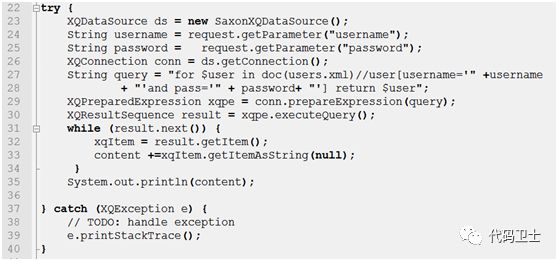 22 try {
23 XQDataSource ds = new SaxonXQDataSource();
24 String username = request.getParameter("username");
25 String password = request.getParameter("password");
26 XQConnection conn = ds.getConnection();
27 String query = "for $user in doc(users.xml)//user[username='" +username
28 + "'and pass='" + password+ "'] return $user";
29 XQPreparedExpression xqpe = conn.prepareExpression(query);
30 XQResultSequence result = xqpe.executeQuery();
31 while (result.next()) {
32 xqItem = result.getItem();
33 content +=xqItem.getItemAsString(null);
34 }
35 System.out.println(content);
36
37 } catch (XQException e) {
38 // TODO: handle exception
39 e.printStackTrace();
40 }
代码卫士